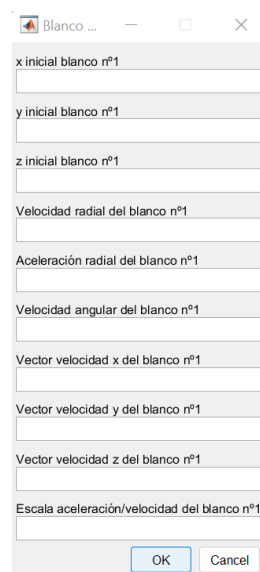 Blanco ...
x inicial blanco nº1
y inicial blanco nº1
z inicial blanco nº1
Velocidad radial del blanco nº1
Aceleración radial del blanco nº1
Velocidad angular del blanco nº1
Vector velocidad x del blanco nº1
Vector velocidad y del blanco nº1
Vector velocidad z del blanco nº1
Escala aceleración/velocidad del blanco nº1
OK Cancel